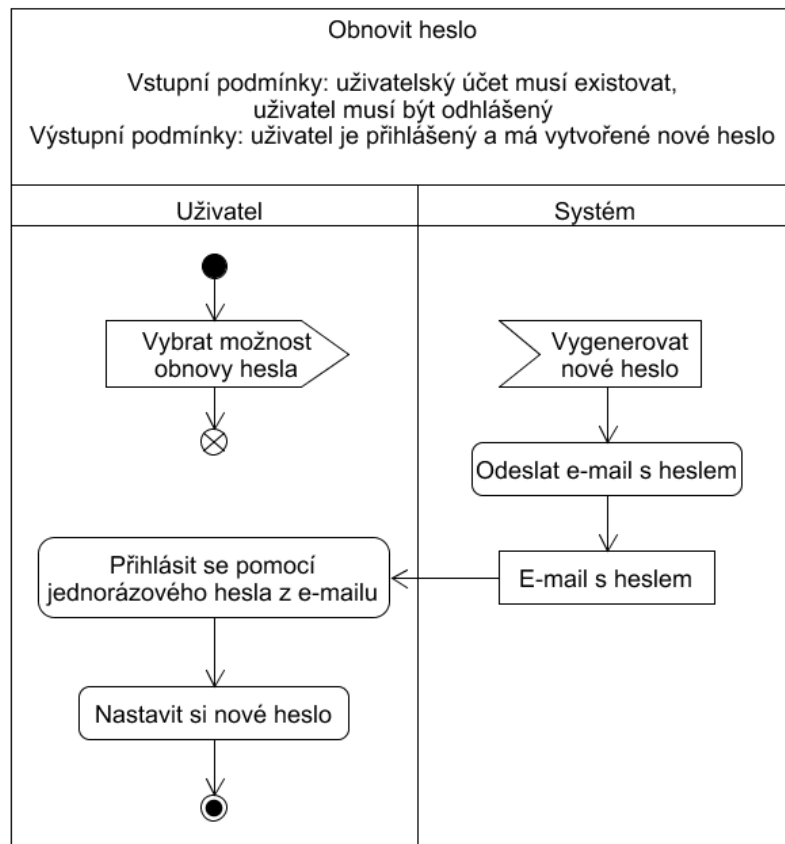 Obnovit heslo
Vstupní podmínky: uživatelský účet musí existovat,
uživatel musí být odhlášený
Výstupní podmínky: uživatel je přihlášený a má vytvořené nové heslo
Uživatel
Systém
Vybrat možnost
obnovy hesla
Vygenerovat
nové heslo
Odeslat e-mail s heslem
E-mail s heslem
Přihlásit se pomocí
jednorázového hesla z e-mailu
Nastavit si nové heslo